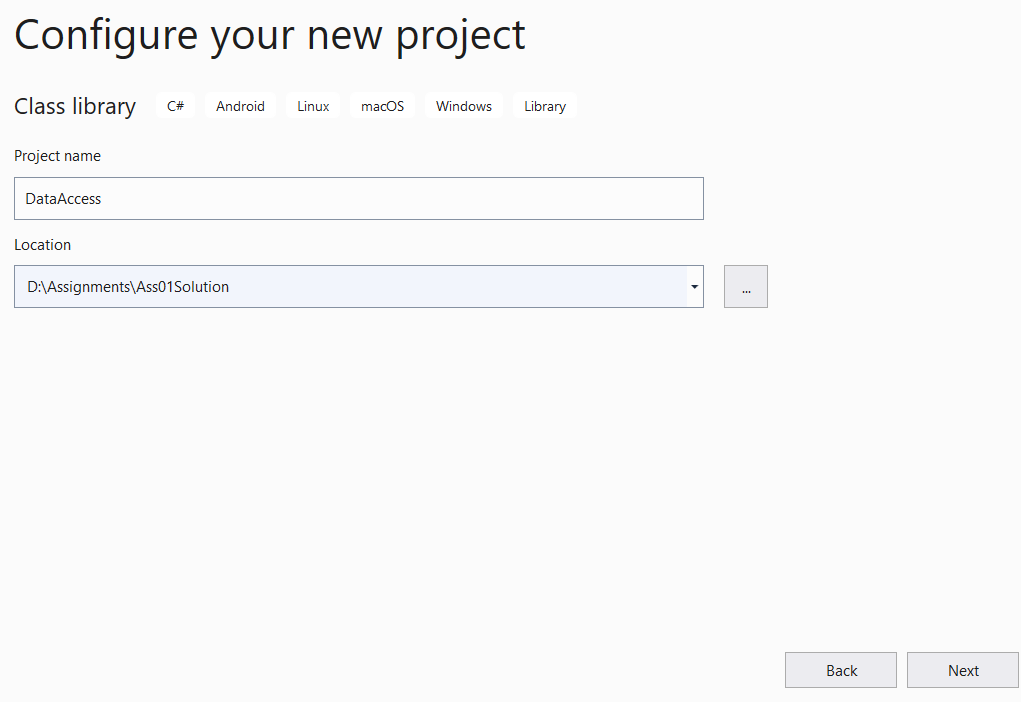 Configure your new project
Class library C# Android Linux macOS Windows Library
Project name
DataAccess
Location
D:\Assignments\Ass01Solution
...
Back Next